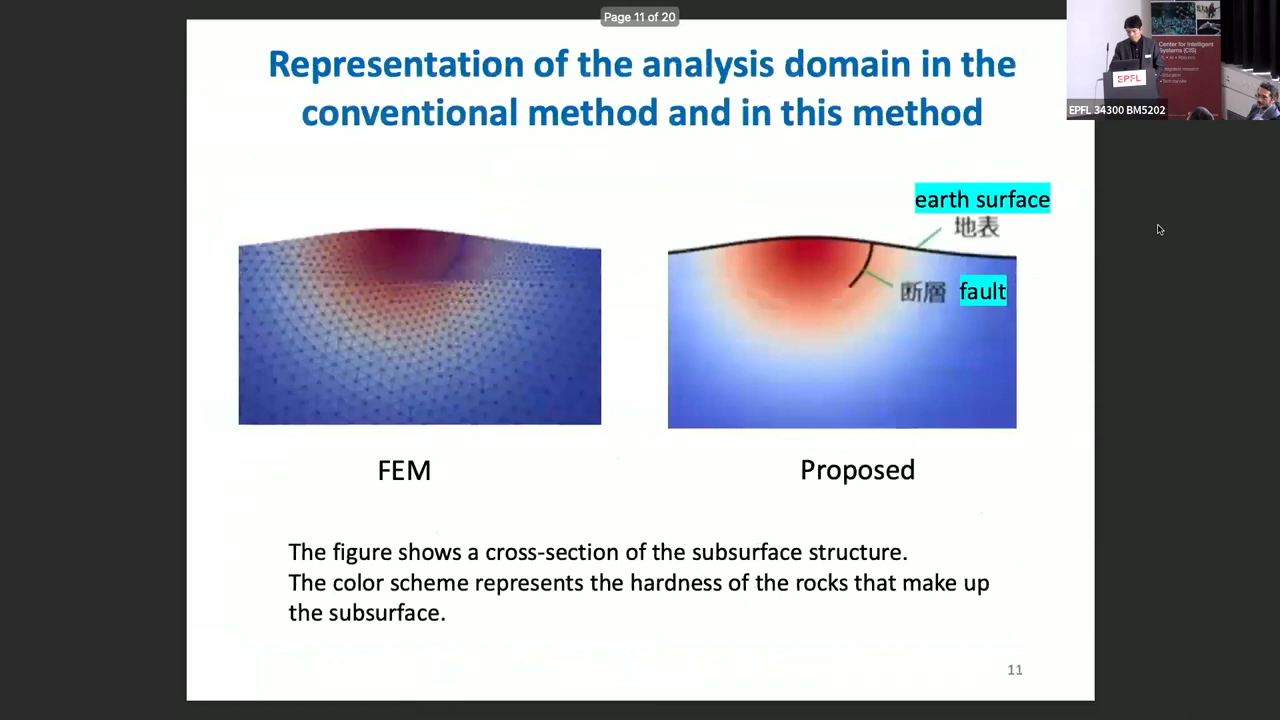 Page 11 of 20
Representation of the analysis domain in the
conventional method and in this method
earth surface
地表
断層 fault
FEM
Proposed
The figure shows a cross-section of the subsurface structure.
The color scheme represents the hardness of the rocks that make up
the subsurface.
11
Center for Intelligent
Systems (CIS)
EPFL
EPFL 34300 BM5202